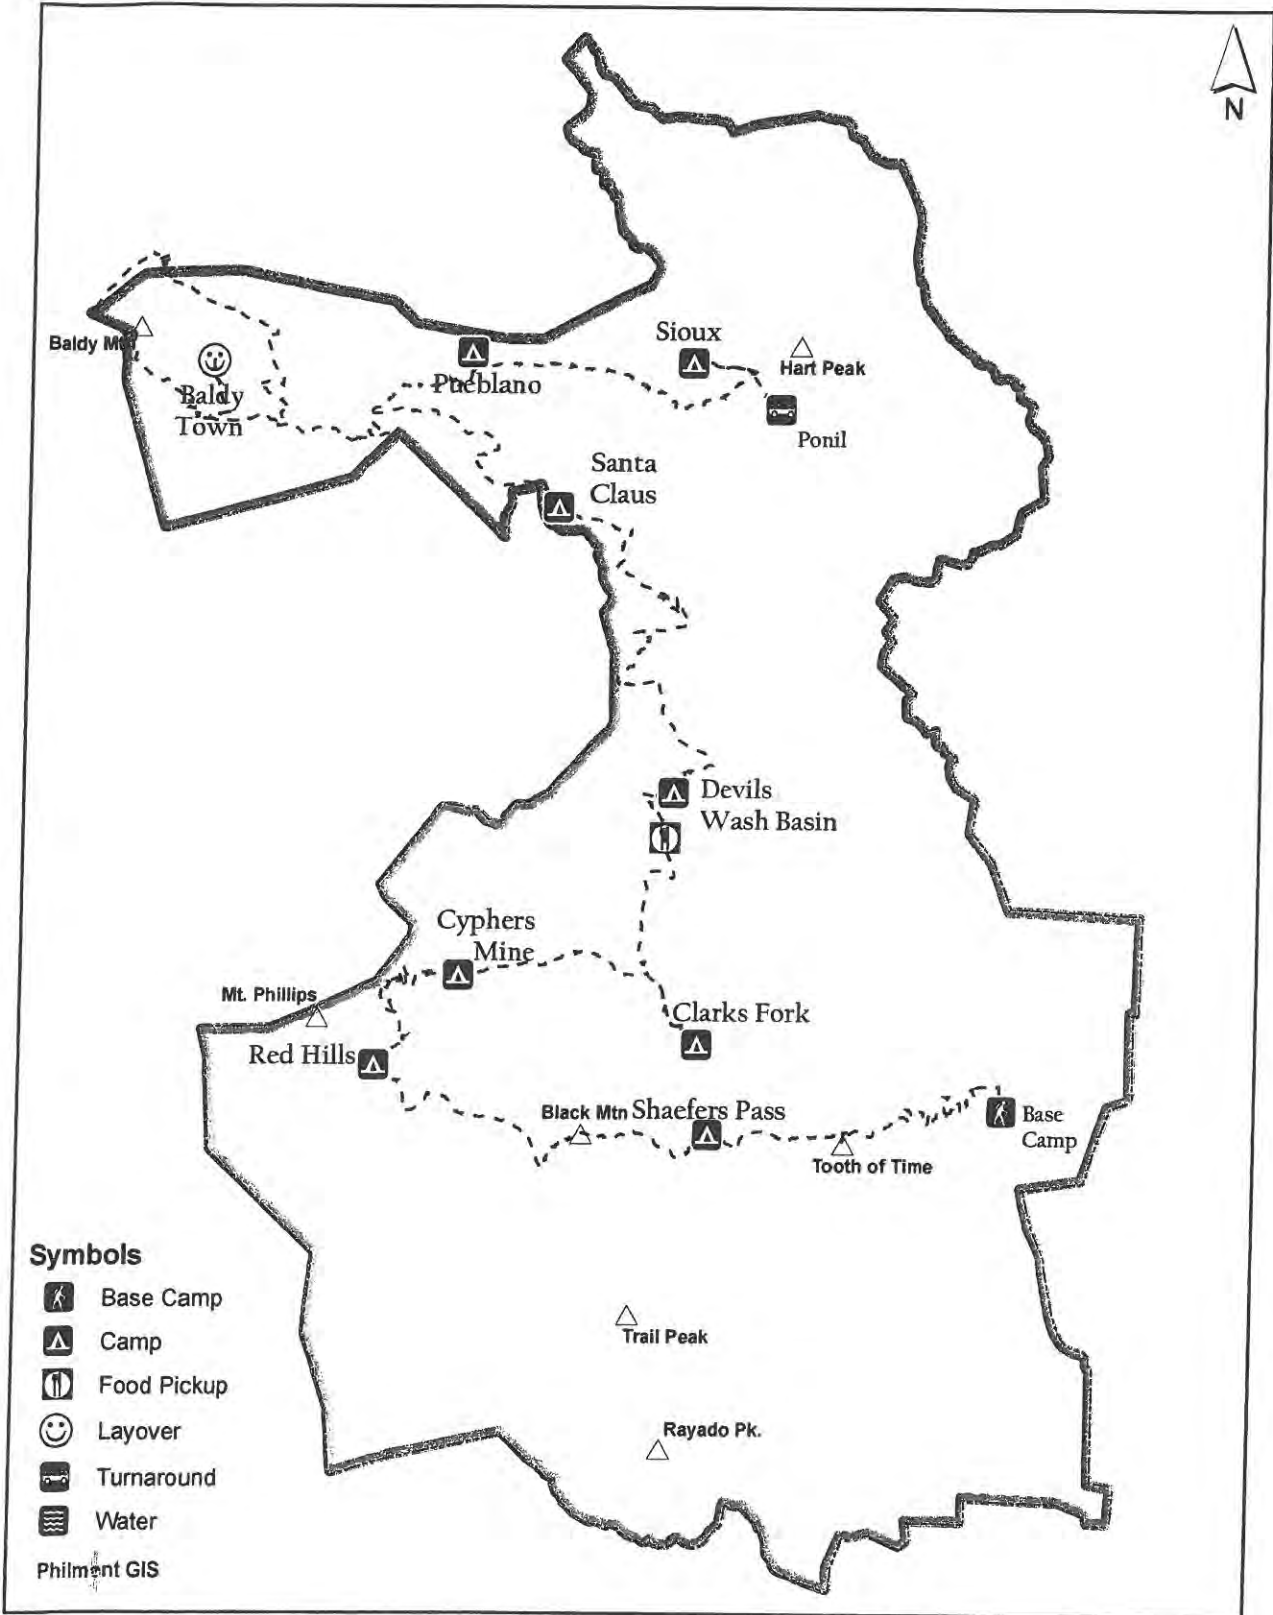 N
Sioux
Hart Peak
Baldy Mtn
Pueblano
Baldy
Town
Ponil
Santa
Claus
Devils
Wash Basin
Cyphers
Mine
Mt. Phillips
Clarks Fork
Red Hills
Black Mtn
Shaefers Pass
Base
Camp
Tooth of Time
Symbols
Base Camp
Camp
Food Pickup
Layover
Turnaround
Water
Trail Peak
Rayado Pk.
Philmont GIS